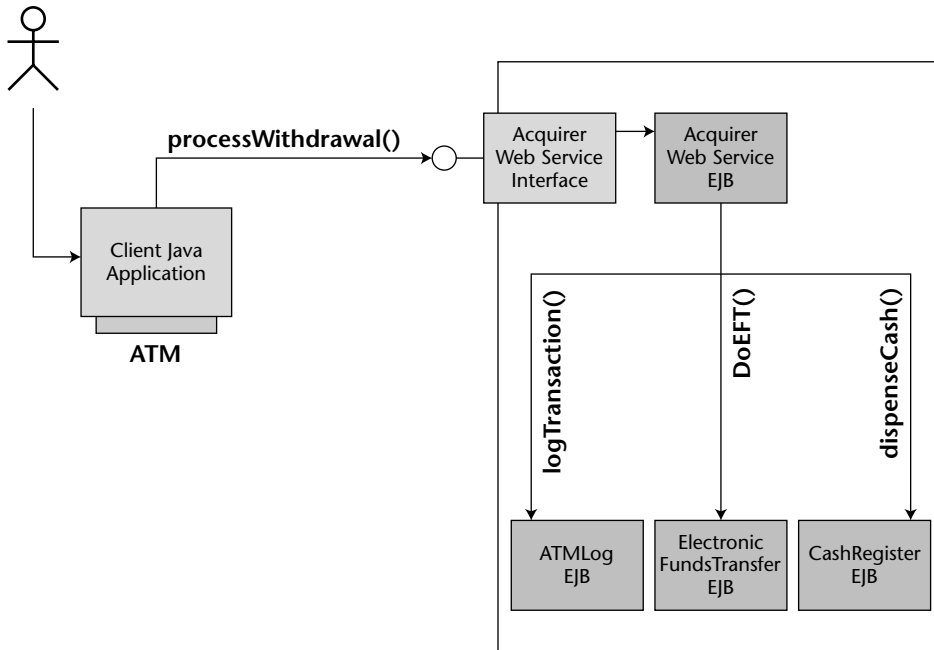 processWithdrawal()
Acquirer
Web Service
Interface
Acquirer
Web Service
EJB
Client Java
Application
ATM
logTransaction()
DoEFT()
dispenseCash()
ATMLog
EJB
Electronic
FundsTransfer
EJB
CashRegister
EJB